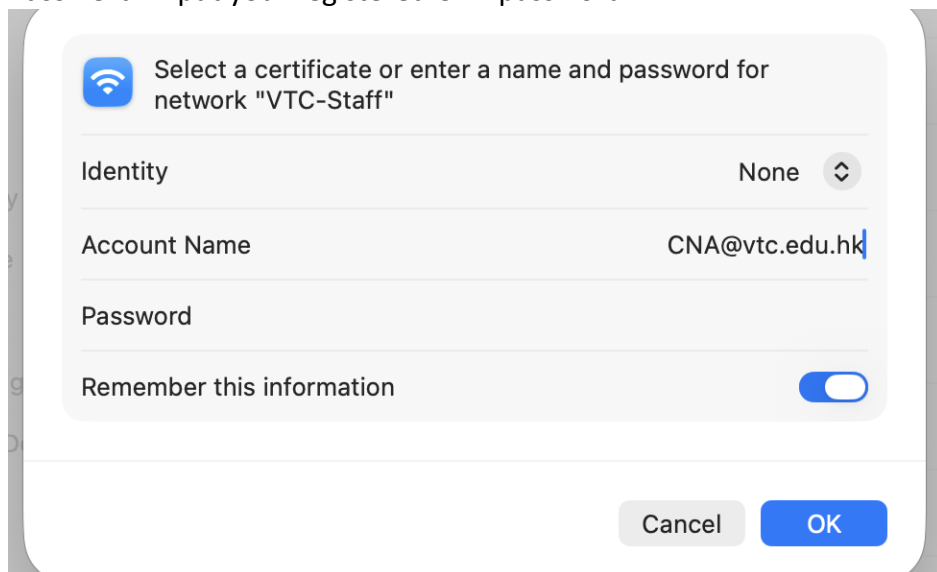 Select a certificate or enter a name and password for
network "VTC-Staff"
Identity None
Account Name CNA@vtc.edu.hk
Password
Remember this information
Cancel OK